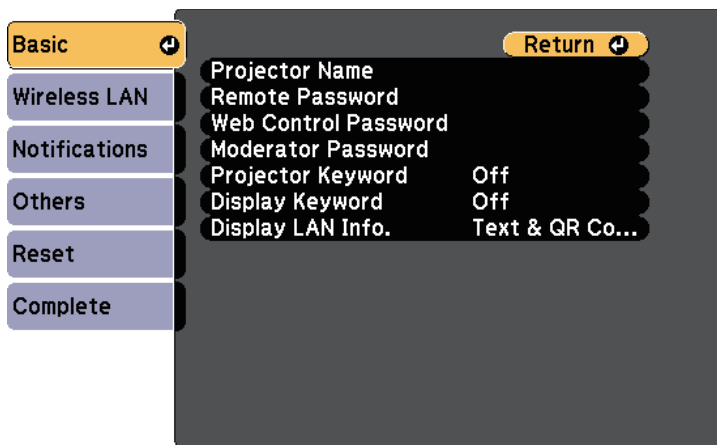 Basic
Wireless LAN
Notifications
Others
Reset
Complete
Return
Projector Name
Remote Password
Web Control Password
Moderator Password
Projector Keyword Off
Display Keyword Off
Display LAN Info. Text & QR Co...